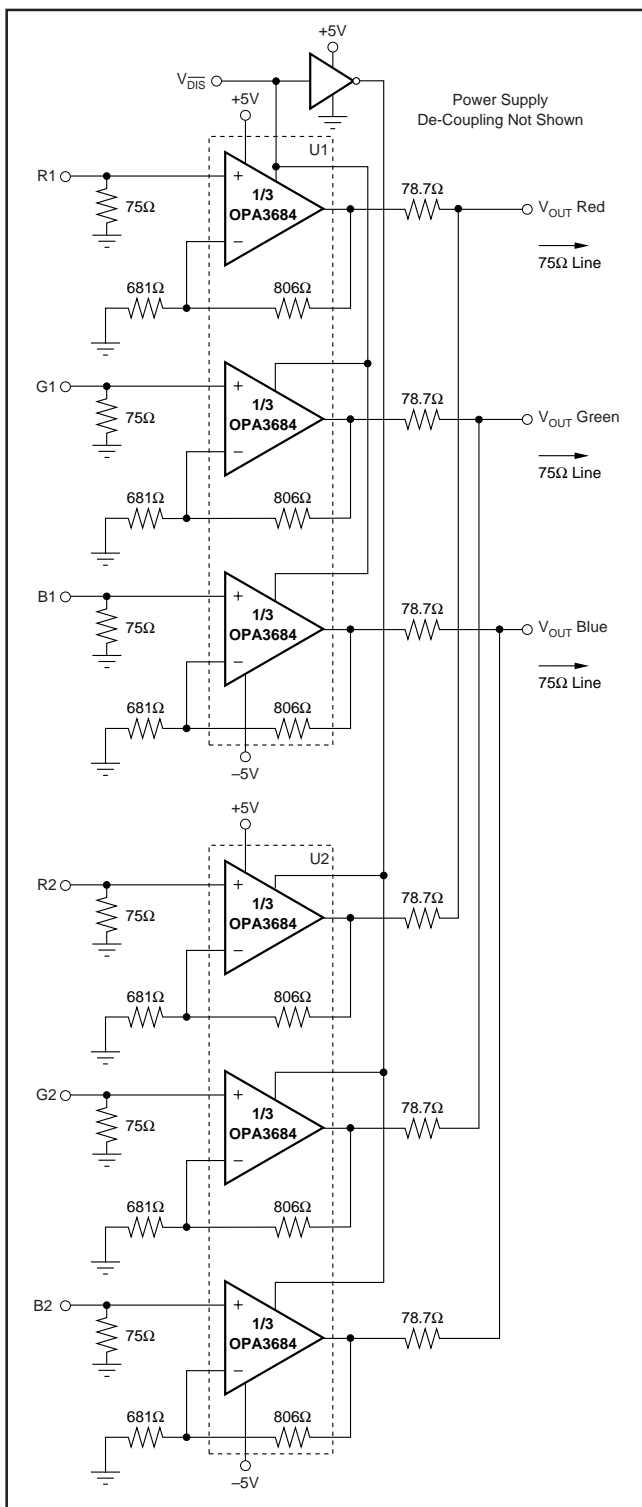 +5V
V_DIS̅
Power Supply
De-Coupling Not Shown
+5V
U1
R1
+
1/3
OPA3684
–
75Ω
78.7Ω
V_OUT Red
75Ω Line
681Ω
806Ω
G1
+
1/3
OPA3684
–
75Ω
78.7Ω
V_OUT Green
75Ω Line
681Ω
806Ω
B1
+
1/3
OPA3684
–
75Ω
78.7Ω
V_OUT Blue
75Ω Line
681Ω
806Ω
–5V
+5V
U2
R2
+
1/3
OPA3684
–
75Ω
78.7Ω
681Ω
806Ω
G2
+
1/3
OPA3684
–
75Ω
78.7Ω
681Ω
806Ω
B2
+
1/3
OPA3684
–
75Ω
78.7Ω
681Ω
806Ω
–5V